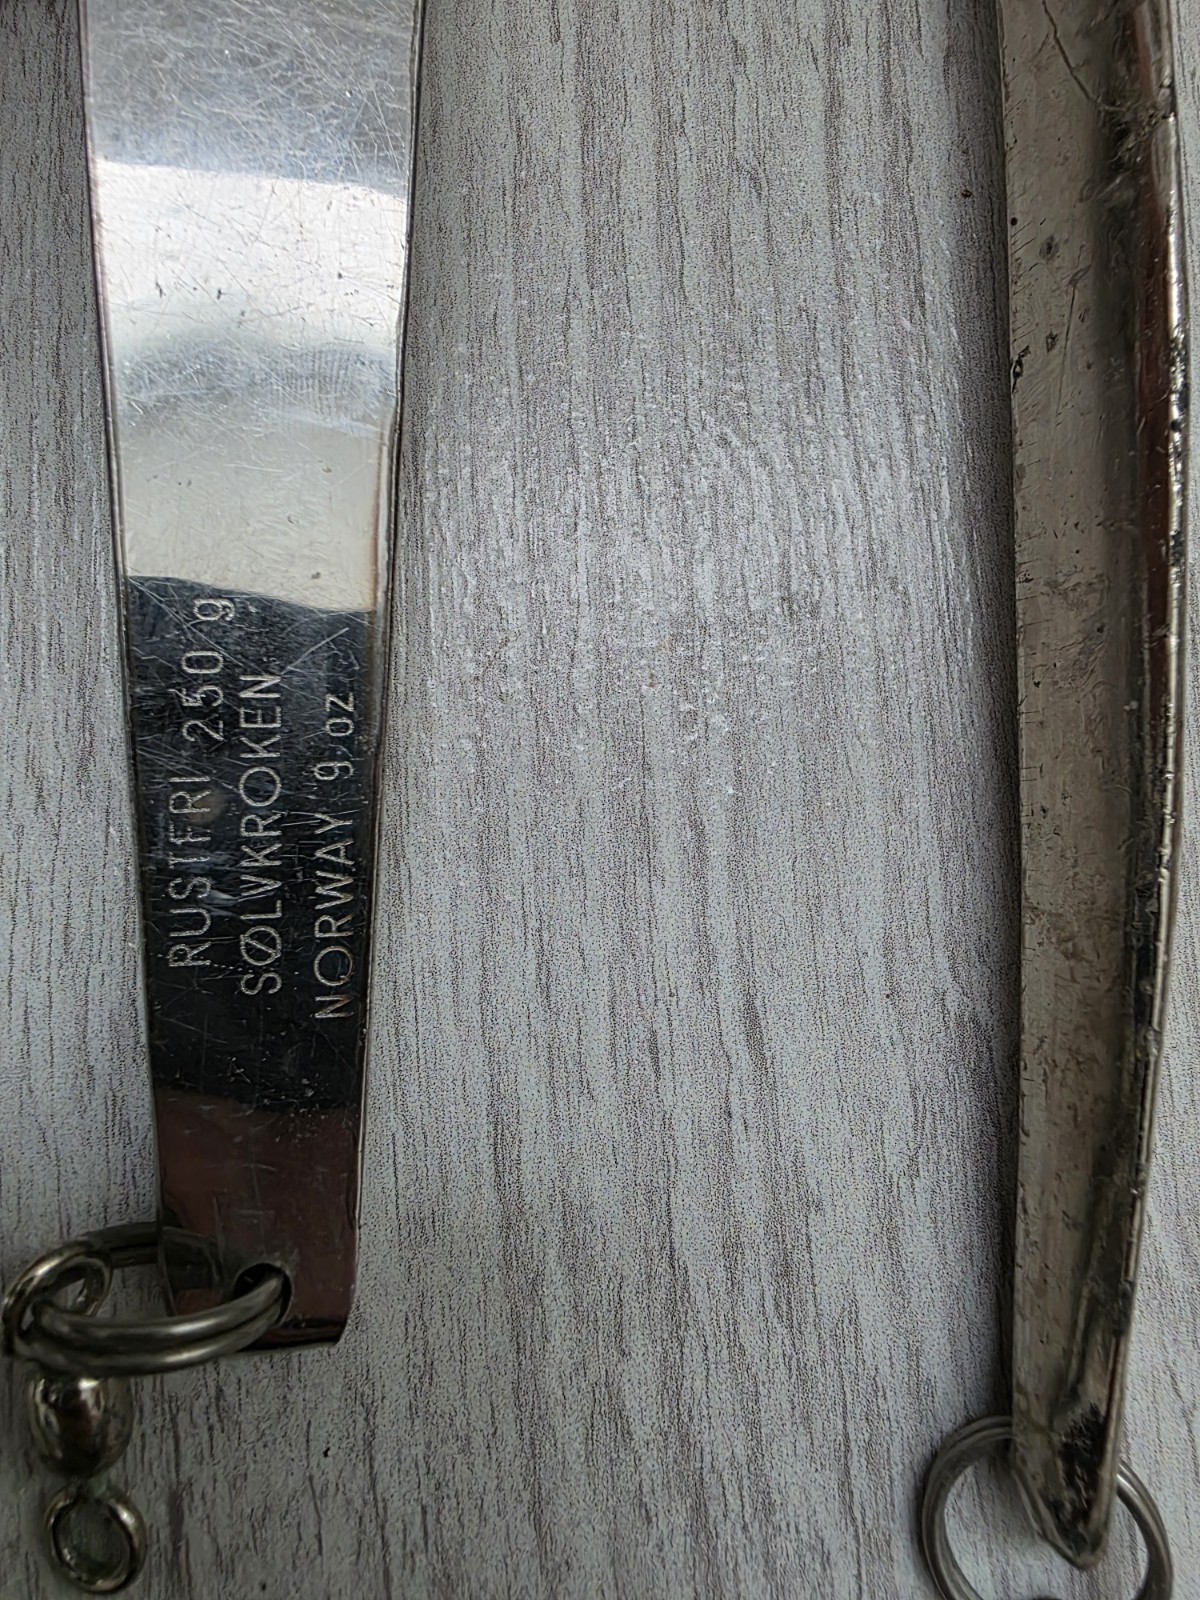 RUSTFRI 250 g
SØLVKROKEN
NORWAY 9 oz